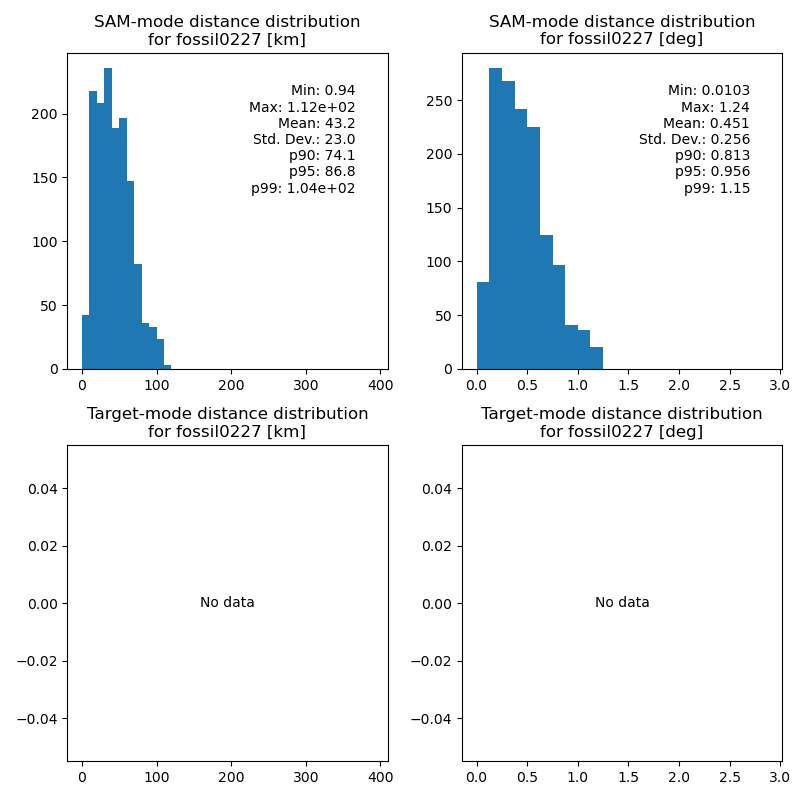 SAM-mode distance distribution
for fossil0227 [km]
Min: 0.94
Max: 1.12e+02
Mean: 43.2
Std. Dev.: 23.0
p90: 74.1
p95: 86.8
p99: 1.04e+02
200
150
100
50
0
0 100 200 300 400
SAM-mode distance distribution
for fossil0227 [deg]
Min: 0.0103
Max: 1.24
Mean: 0.451
Std. Dev.: 0.256
p90: 0.813
p95: 0.956
p99: 1.15
250
200
150
100
50
0
0.0 0.5 1.0 1.5 2.0 2.5 3.0
Target-mode distance distribution
for fossil0227 [km]
0.04
0.02
0.00
−0.02
−0.04
No data
0 100 200 300 400
Target-mode distance distribution
for fossil0227 [deg]
0.04
0.02
0.00
−0.02
−0.04
No data
0.0 0.5 1.0 1.5 2.0 2.5 3.0